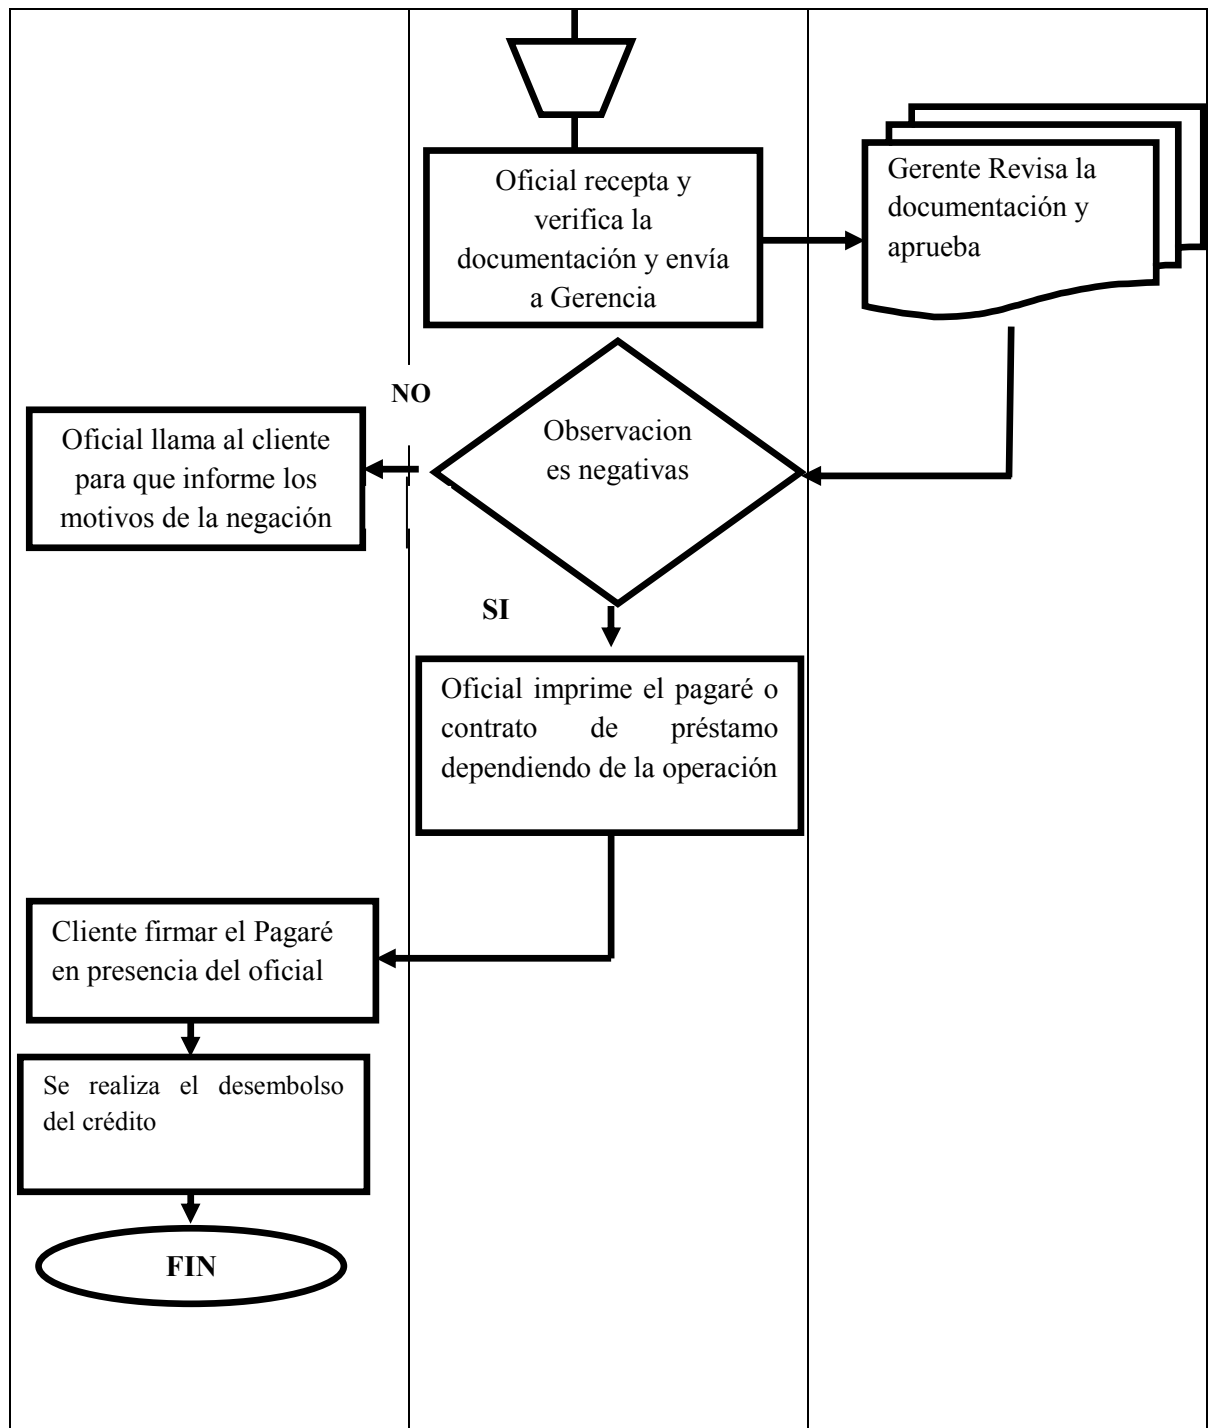 Oficial recepta y
verifica la
documentación y envía
a Gerencia
Gerente Revisa la
documentación y
aprueba
NO
Observacion
es negativas
Oficial llama al cliente
para que informe los
motivos de la negación
SI
Oficial imprime el pagaré o
contrato de préstamo
dependiendo de la operación
Cliente firmar el Pagaré
en presencia del oficial
Se realiza el desembolso
del crédito
FIN